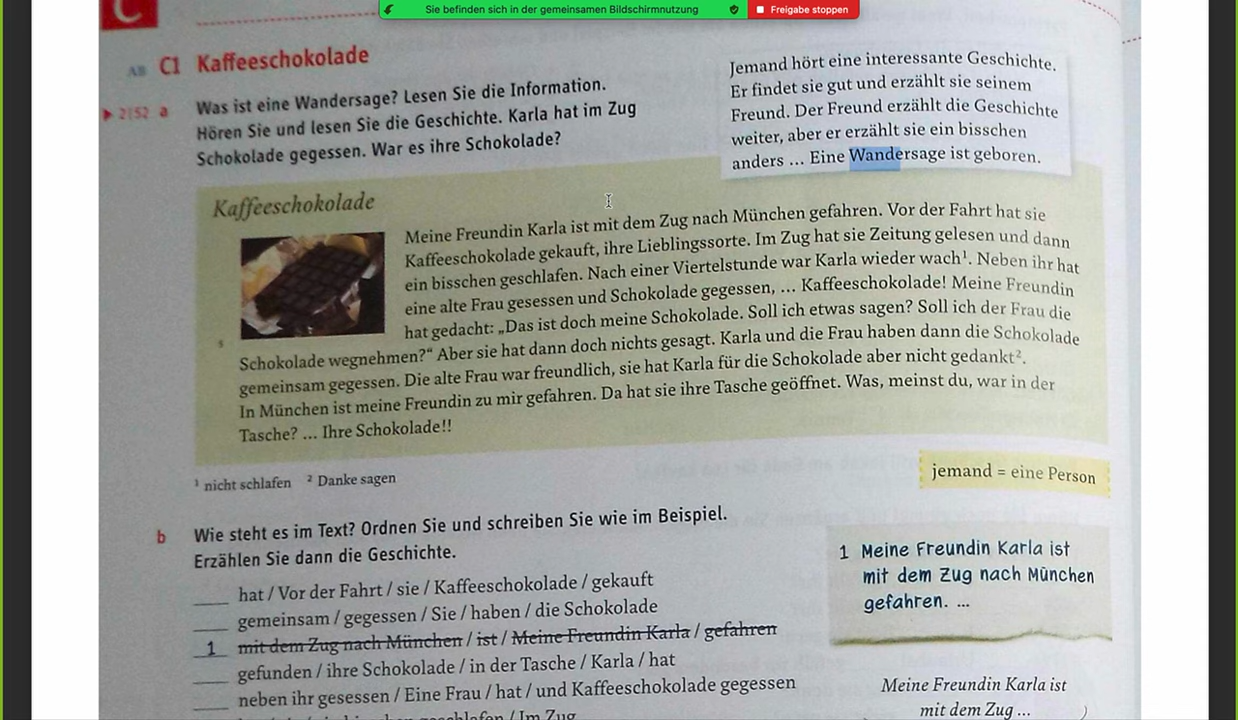 Sie befinden sich in der gemeinsamen Bildschirmnutzung
Freigabe stoppen
C
AB C1 Kaffeeschokolade
2|52 a Was ist eine Wandersage? Lesen Sie die Information.
Hören Sie und lesen Sie die Geschichte. Karla hat im Zug
Schokolade gegessen. War es ihre Schokolade?
Jemand hört eine interessante Geschichte.
Er findet sie gut und erzählt sie seinem
Freund. Der Freund erzählt die Geschichte
weiter, aber er erzählt sie ein bisschen
anders ... Eine Wandersage ist geboren.
Kaffeeschokolade
Meine Freundin Karla ist mit dem Zug nach München gefahren. Vor der Fahrt hat sie
Kaffeeschokolade gekauft, ihre Lieblingssorte. Im Zug hat sie Zeitung gelesen und dann
ein bisschen geschlafen. Nach einer Viertelstunde war Karla wieder wach¹. Neben ihr hat
eine alte Frau gesessen und Schokolade gegessen, ... Kaffeeschokolade! Meine Freundin
hat gedacht: „Das ist doch meine Schokolade. Soll ich etwas sagen? Soll ich der Frau die
5
Schokolade wegnehmen?“ Aber sie hat dann doch nichts gesagt. Karla und die Frau haben dann die Schokolade
gemeinsam gegessen. Die alte Frau war freundlich, sie hat Karla für die Schokolade aber nicht gedankt².
In München ist meine Freundin zu mir gefahren. Da hat sie ihre Tasche geöffnet. Was, meinst du, war in der
Tasche? ... Ihre Schokolade!!
¹ nicht schlafen ² Danke sagen
jemand = eine Person
b Wie steht es im Text? Ordnen Sie und schreiben Sie wie im Beispiel.
Erzählen Sie dann die Geschichte.
hat / Vor der Fahrt / sie / Kaffeeschokolade / gekauft
gemeinsam / gegessen / Sie / haben / die Schokolade
1 mit dem Zug nach München / ist / Meine Freundin Karla / gefahren
gefunden / ihre Schokolade / in der Tasche / Karla / hat
neben ihr gesessen / Eine Frau / hat / und Kaffeeschokolade gegessen
geschlafen / Im Zug
1 Meine Freundin Karla ist
mit dem Zug nach München
gefahren. ...
Meine Freundin Karla ist
mit dem Zug ...